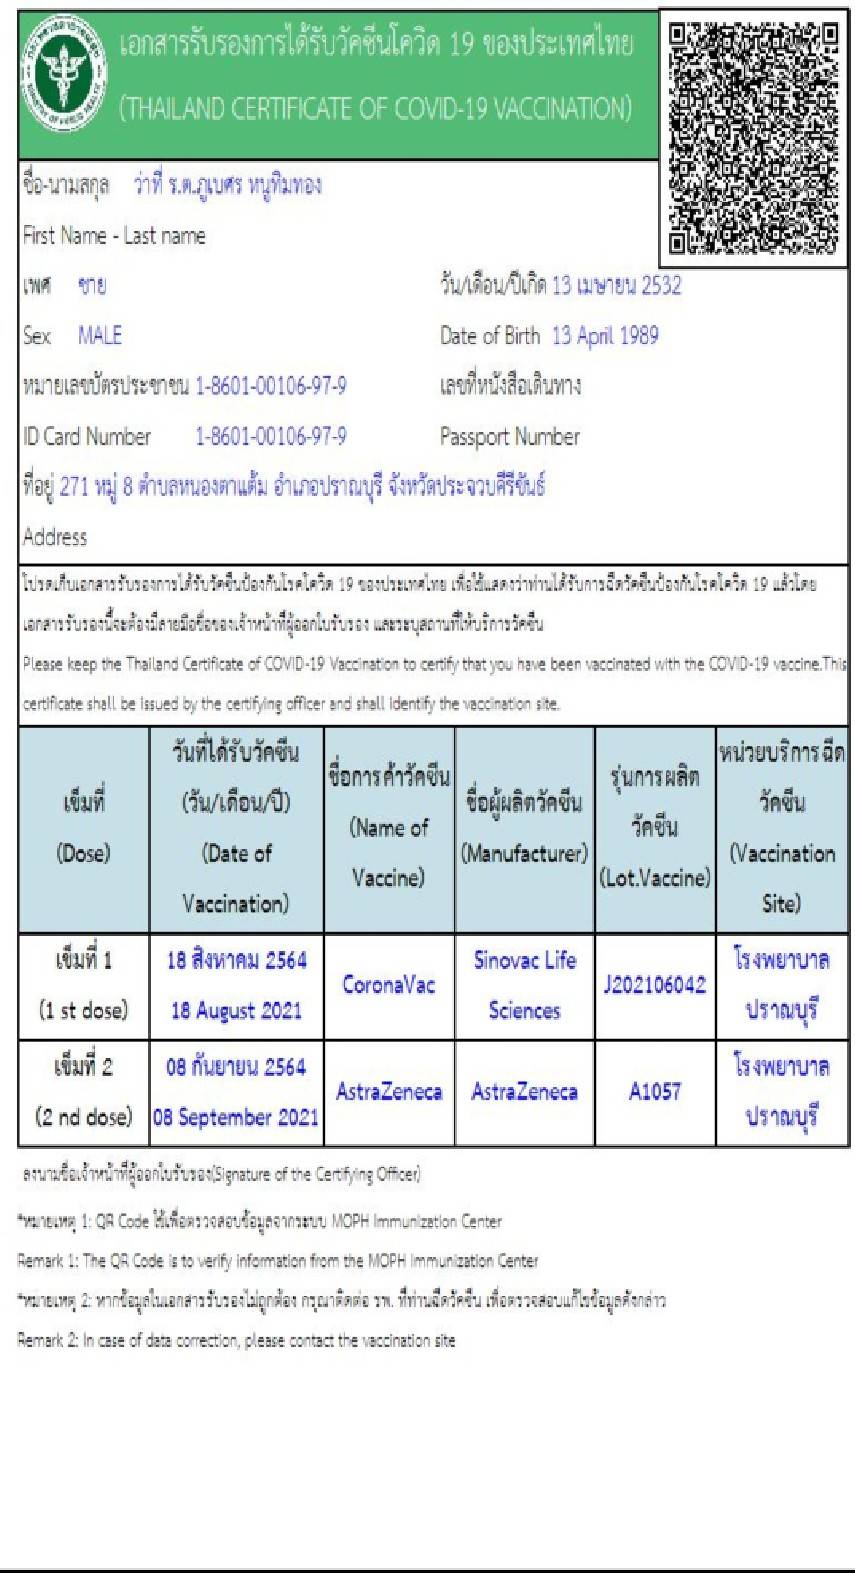 เอกสารรับรองการได้รับวัคซีนโควิด 19 ของประเทศไทย
(THAILAND CERTIFICATE OF COVID-19 VACCINATION)
ชื่อ-นามสกุล ว่าที่ ร.ต.ภูเบศร หนูทิมทอง
First Name - Last name
เพศ ชาย วัน/เดือน/ปีเกิด 13 เมษายน 2532
Sex MALE Date of Birth 13 April 1989
หมายเลขบัตรประชาชน 1-8601-00106-97-9 เลขที่หนังสือเดินทาง
ID Card Number 1-8601-00106-97-9 Passport Number
ที่อยู่ 271 หมู่ 8 ตำบลหนองตาแต้ม อำเภอปราณบุรี จังหวัดประจวบคีรีขันธ์
Address
โปรดเก็บเอกสารรับรองการได้รับวัคซีนป้องกันโรคโควิด 19 ของประเทศไทย เพื่อใช้แสดงว่าท่านได้รับการฉีดวัคซีนป้องกันโรคโควิด 19 แล้วโดย
เอกสารรับรองนี้จะต้องมีลายมือชื่อของเจ้าหน้าที่ผู้ออกใบรับรอง และระบุสถานที่ให้บริการวัคซีน
Please keep the Thailand Certificate of COVID-19 Vaccination to certify that you have been vaccinated with the COVID-19 vaccine.This
certificate shall be issued by the certifying officer and shall identify the vaccination site.
เข็มที่
(Dose)
วันที่ได้รับวัคซีน
(วัน/เดือน/ปี)
(Date of
Vaccination)
ชื่อการค้าวัคซีน
(Name of
Vaccine)
ชื่อผู้ผลิตวัคซีน
(Manufacturer)
รุ่นการผลิต
วัคซีน
(Lot.Vaccine)
หน่วยบริการฉีด
วัคซีน
(Vaccination
Site)
เข็มที่ 1
(1 st dose)
18 สิงหาคม 2564
18 August 2021
CoronaVac
Sinovac Life
Sciences
J202106042
โรงพยาบาล
ปราณบุรี
เข็มที่ 2
(2 nd dose)
08 กันยายน 2564
08 September 2021
AstraZeneca
AstraZeneca
A1057
โรงพยาบาล
ปราณบุรี
ลงนามชื่อเจ้าหน้าที่ผู้ออกใบรับรอง(Signature of the Certifying Officer)
*หมายเหตุ 1: QR Code ใช้เพื่อตรวจสอบข้อมูลจากระบบ MOPH Immunization Center
Remark 1: The QR Code is to verify information from the MOPH Immunization Center
*หมายเหตุ 2: หากข้อมูลในเอกสารรับรองไม่ถูกต้อง กรุณาติดต่อ รพ. ที่ท่านฉีดวัคซีน เพื่อตรวจสอบแก้ไขข้อมูลดังกล่าว
Remark 2: In case of data correction, please contact the vaccination site